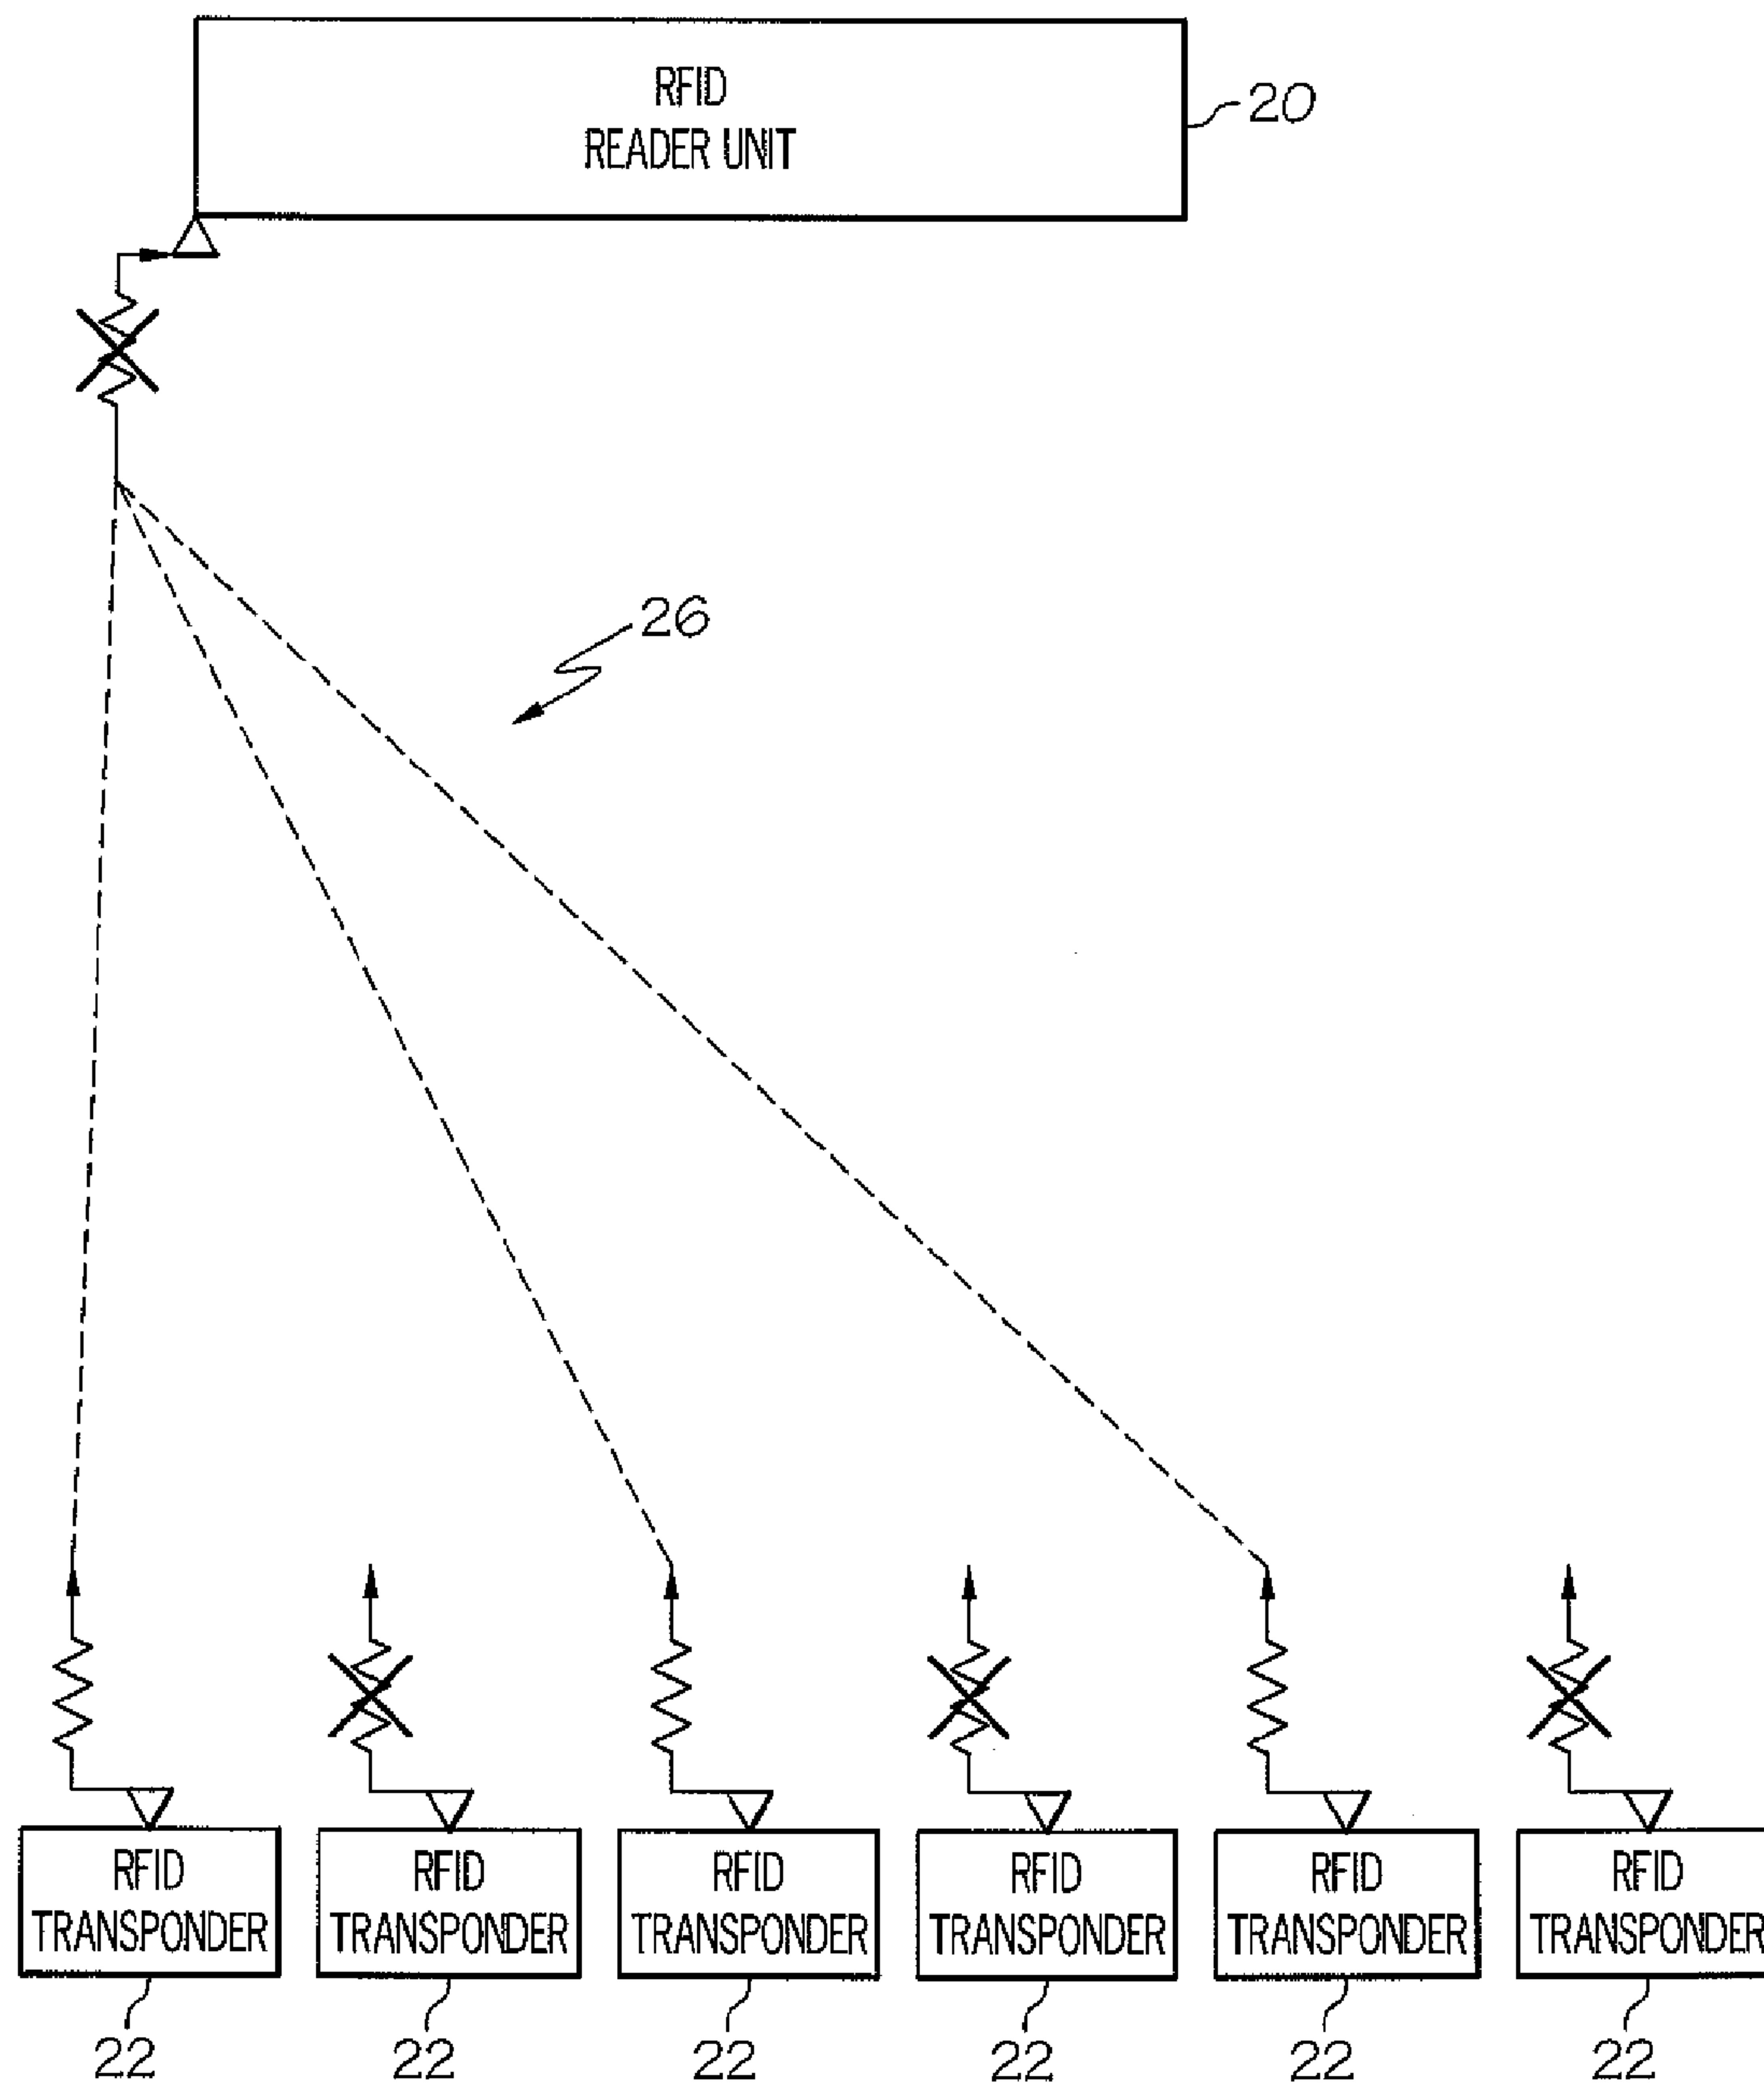 RFID
READER UNIT
20
26
RFID
TRANSPONDER
22
RFID
TRANSPONDER
22
RFID
TRANSPONDER
22
RFID
TRANSPONDER
22
RFID
TRANSPONDER
22
RFID
TRANSPONDER
22